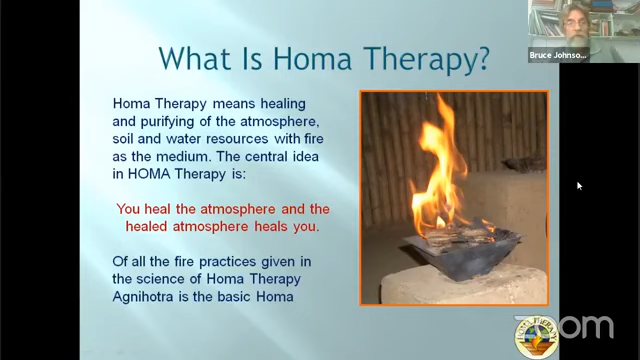 What Is Homa Therapy?
Bruce Johnso...
Homa Therapy means healing
and purifying of the atmosphere,
soil and water resources with fire
as the medium. The central idea
in HOMA Therapy is:
You heal the atmosphere and the
healed atmosphere heals you.
Of all the fire practices given in
the science of Homa Therapy
Agnihotra is the basic Homa
HOMA THERAPY
zoom